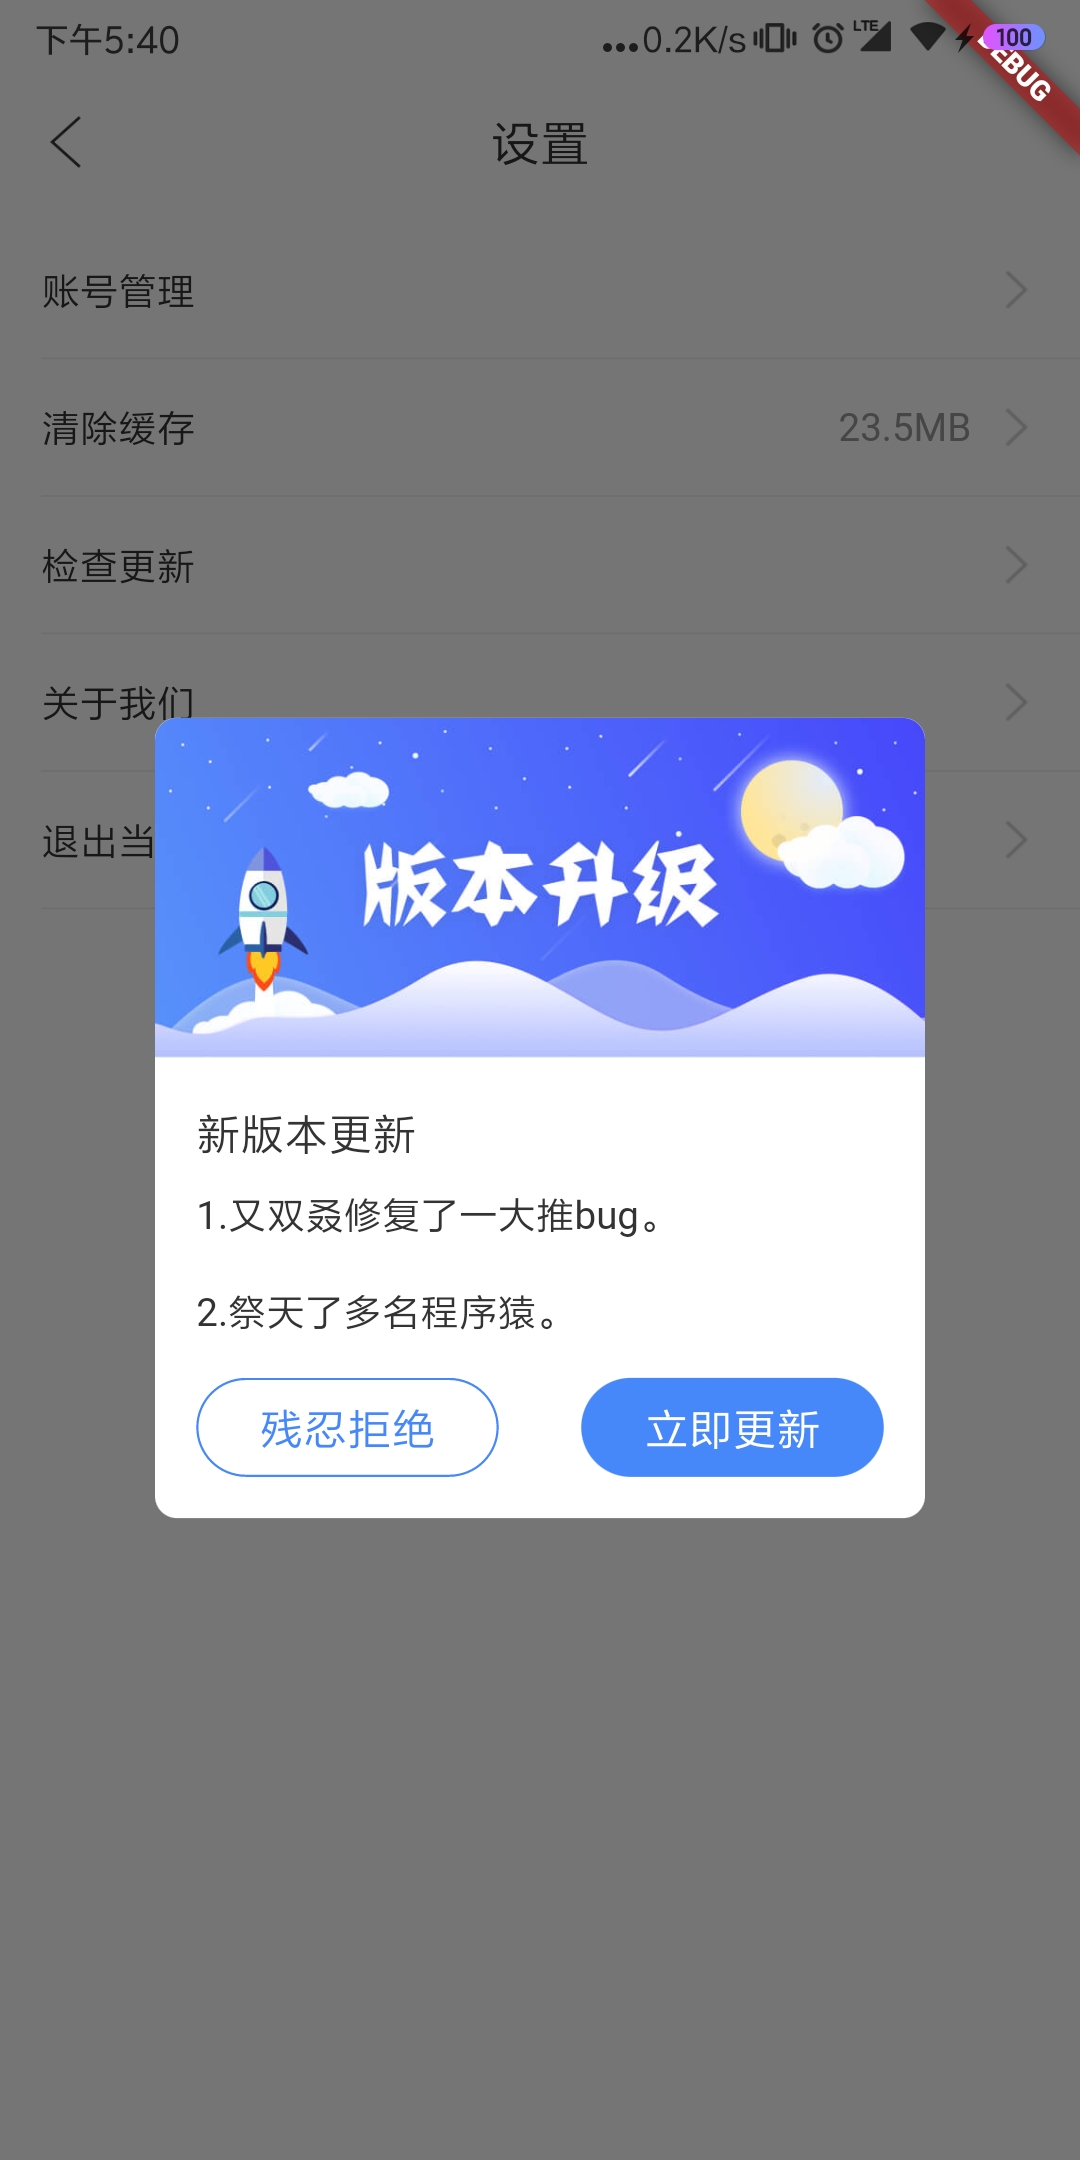 下午5:40
...0.2K/s
LTE
100
DEBUG
设置
账号管理
清除缓存 23.5MB
检查更新
关于我们
退出当
版本升级
新版本更新
1.又双叒修复了一大推bug。
2.祭天了多名程序猿。
残忍拒绝 立即更新